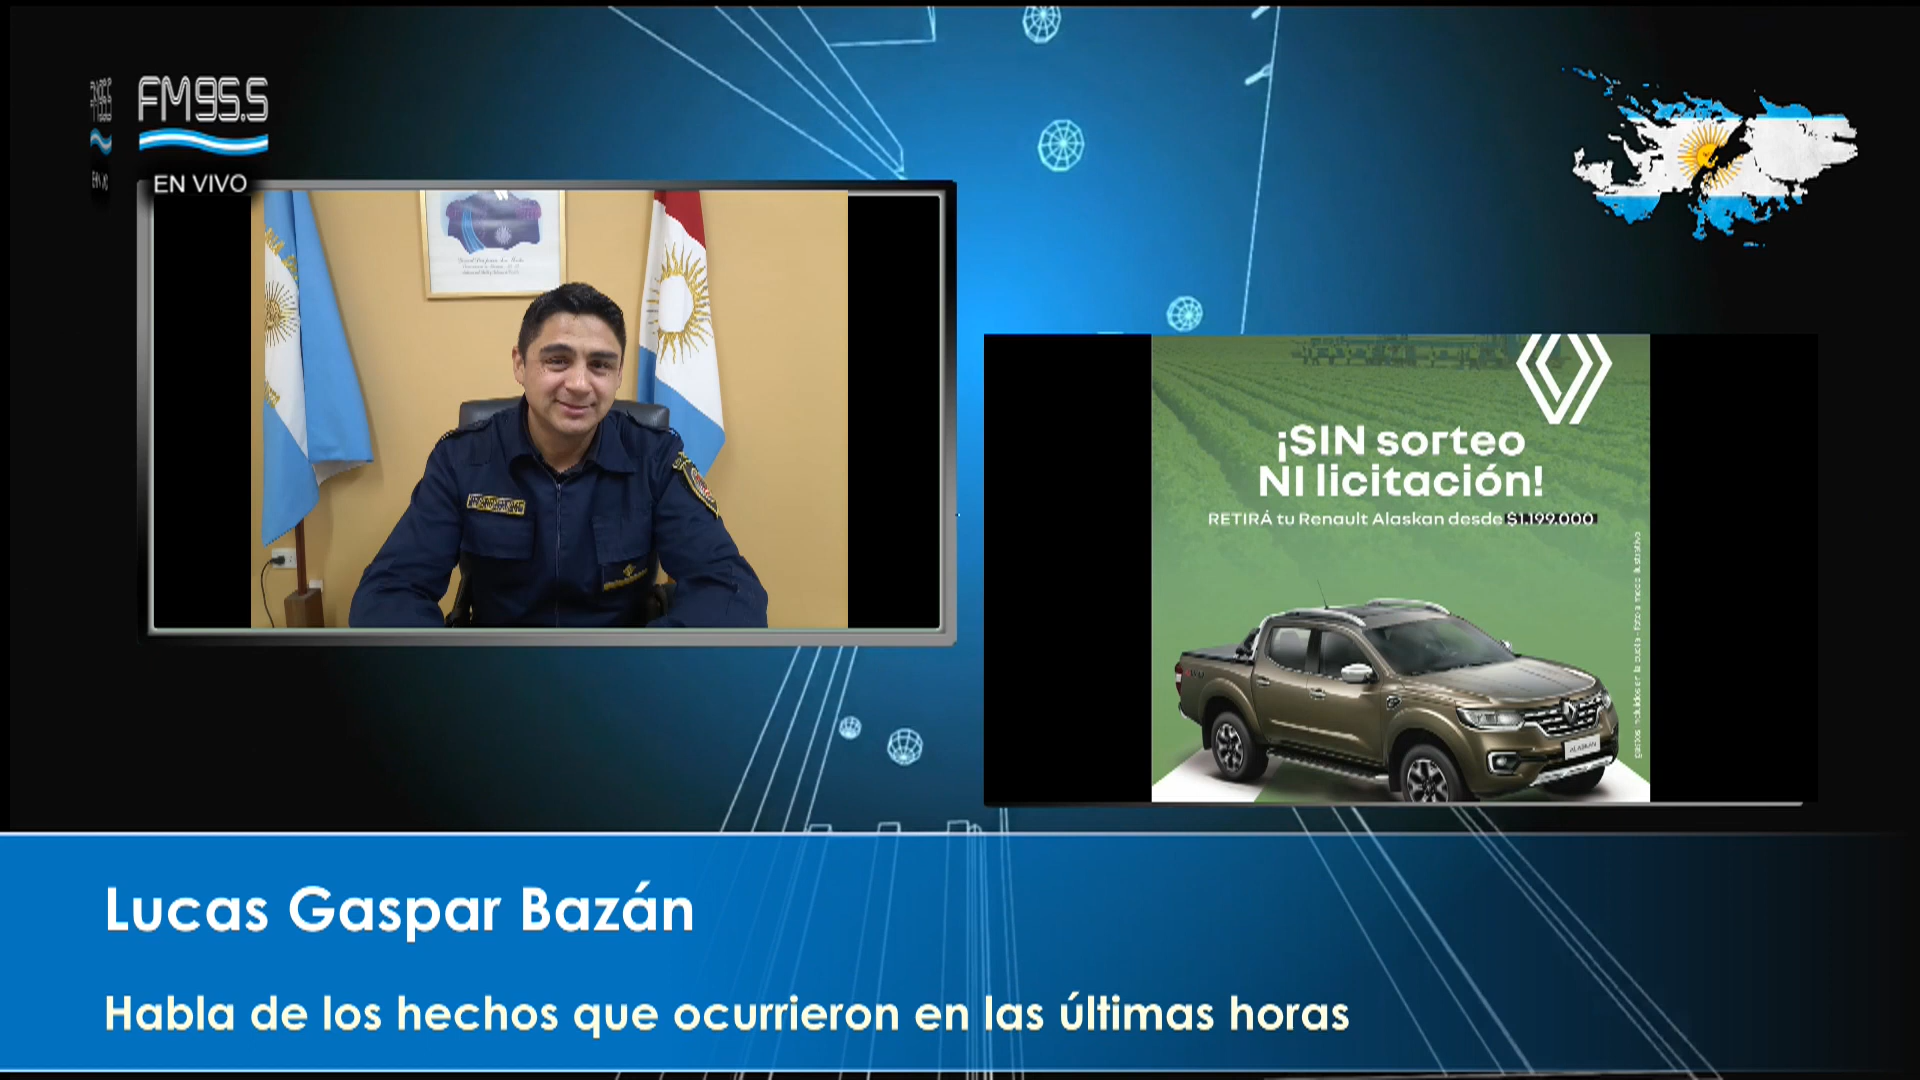 FM95.5
EN VIVO
¡SIN sorteo
NI licitación!
RETIRÁ tu Renault Alaskan desde $1.199.000
ALASKAN
Lucas Gaspar Bazán
Habla de los hechos que ocurrieron en las últimas horas